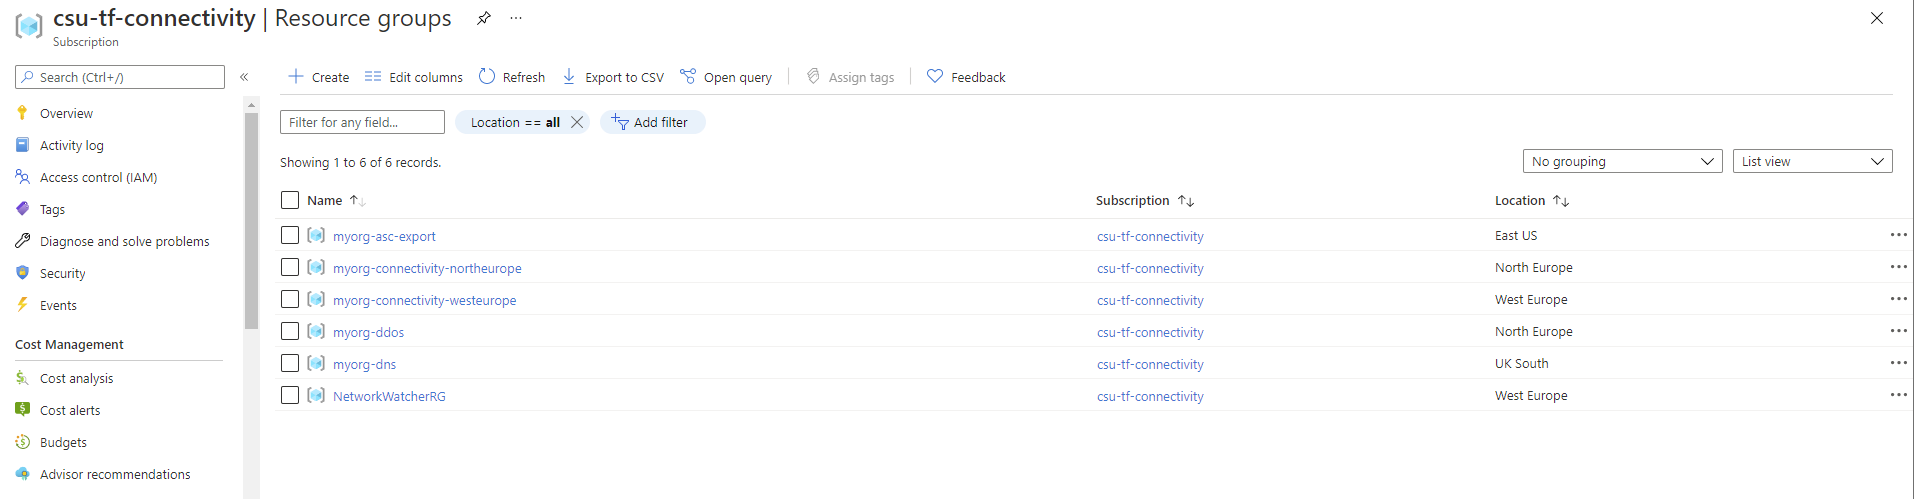 csu-tf-connectivity | Resource groups
Subscription
Search (Ctrl+/)
Overview
Activity log
Access control (IAM)
Tags
Diagnose and solve problems
Security
Events
Cost Management
Cost analysis
Cost alerts
Budgets
Advisor recommendations
Create Edit columns Refresh Export to CSV Open query Assign tags Feedback
Filter for any field... Location == all Add filter
Showing 1 to 6 of 6 records. No grouping List view
Name Subscription Location
myorg-asc-export csu-tf-connectivity East US
myorg-connectivity-northeurope csu-tf-connectivity North Europe
myorg-connectivity-westeurope csu-tf-connectivity West Europe
myorg-ddos csu-tf-connectivity North Europe
myorg-dns csu-tf-connectivity UK South
NetworkWatcherRG csu-tf-connectivity West Europe